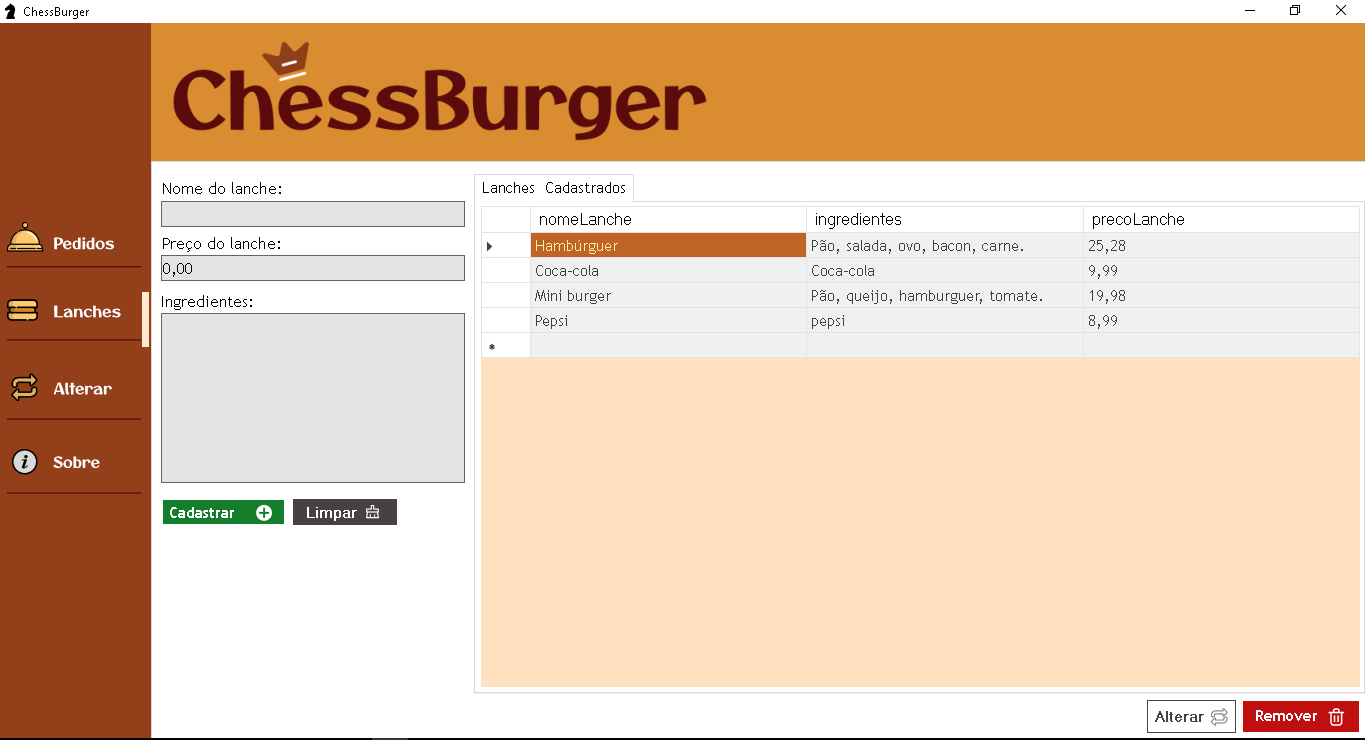 ChessBurger
ChessBurger
Pedidos
Lanches
Alterar
Sobre
Nome do lanche:
Preço do lanche:
0,00
Ingredientes:
Cadastrar
Limpar
Lanches Cadastrados
nomeLanche ingredientes precoLanche
Hambúrguer Pão, salada, ovo, bacon, carne. 25,28
Coca-cola Coca-cola 9,99
Mini burger Pão, queijo, hamburguer, tomate. 19,98
Pepsi pepsi 8,99
Alterar
Remover